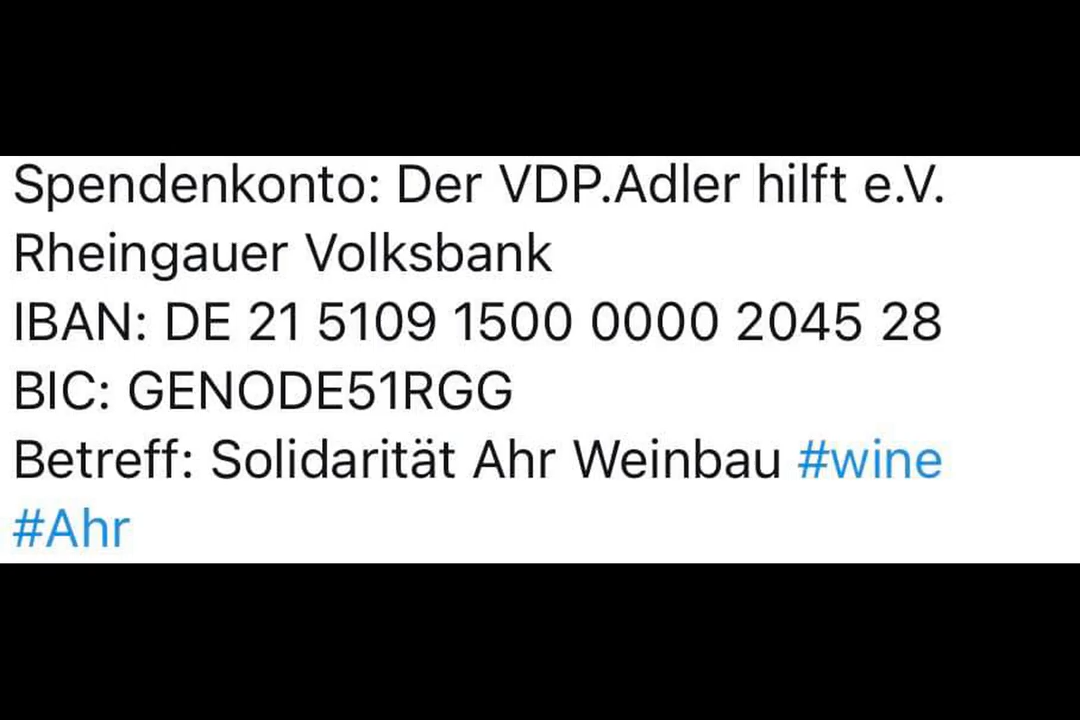 Spendenkonto: Der VDP.Adler hilft e.V.
Rheingauer Volksbank
IBAN: DE 21 5109 1500 0000 2045 28
BIC: GENODE51RGG
Betreff: Solidarität Ahr Weinbau #wine
#Ahr